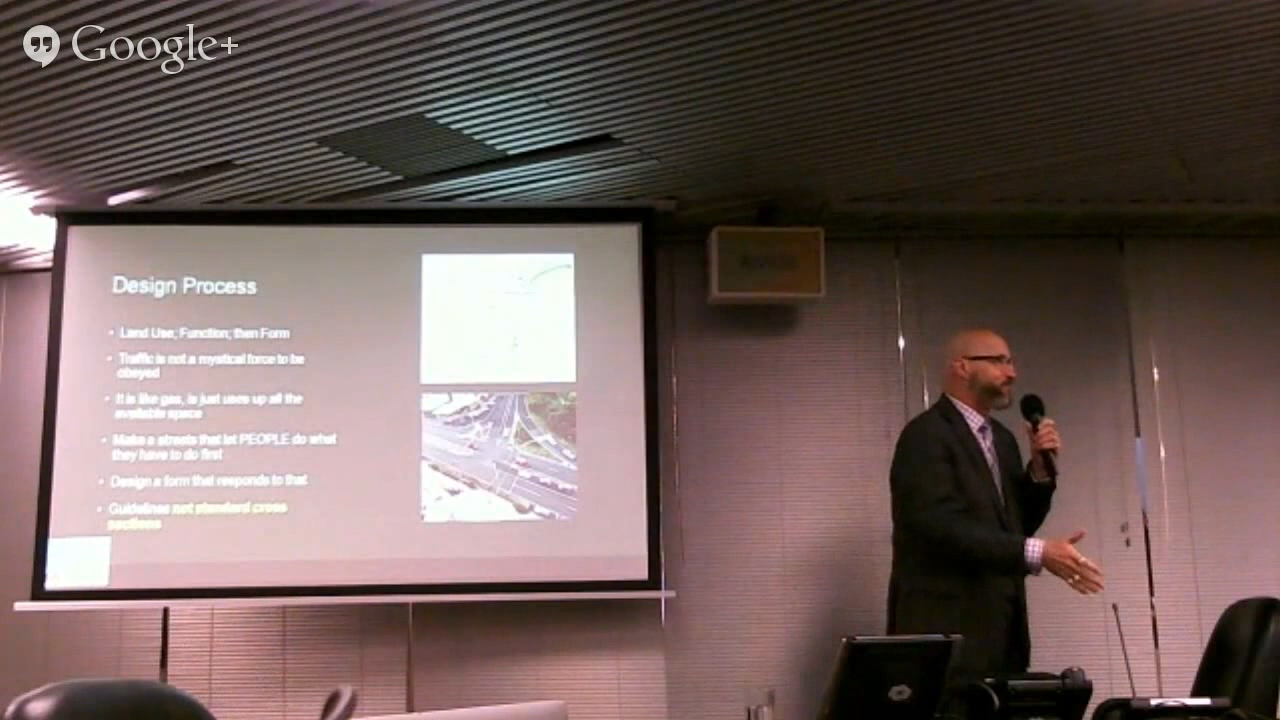 Google+
Design Process
• Land Use, Function, then Form
• Traffic is not a mystical force to be
obeyed
• It is like gas, is just uses up all the
available space
• Make a streets that let PEOPLE do what
they have to do first
• Design a form that responds to that
• Guidelines not standard cross
sections